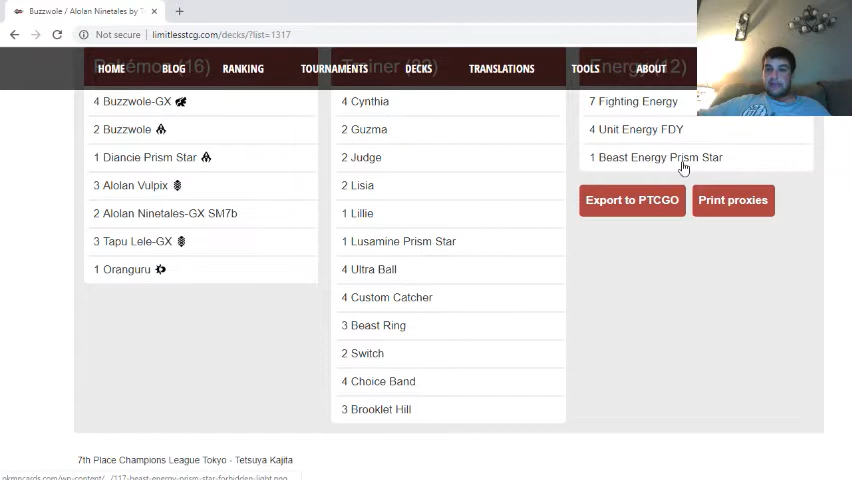 Buzzwole / Alolan Ninetales by T
Not secure | limitlesstcg.com/decks/?list=1317
HOME BLOG RANKING TOURNAMENTS DECKS TRANSLATIONS TOOLS ABOUT
Pokémon (16)
4 Buzzwole-GX
2 Buzzwole
1 Diancie Prism Star
3 Alolan Vulpix
2 Alolan Ninetales-GX SM7b
3 Tapu Lele-GX
1 Oranguru
4 Cynthia
2 Guzma
2 Judge
2 Lisia
1 Lillie
1 Lusamine Prism Star
4 Ultra Ball
4 Custom Catcher
3 Beast Ring
2 Switch
4 Choice Band
3 Brooklet Hill
Energy (12)
7 Fighting Energy
4 Unit Energy FDY
1 Beast Energy Prism Star
Export to PTCGO
Print proxies
7th Place Champions League Tokyo - Tetsuya Kajita